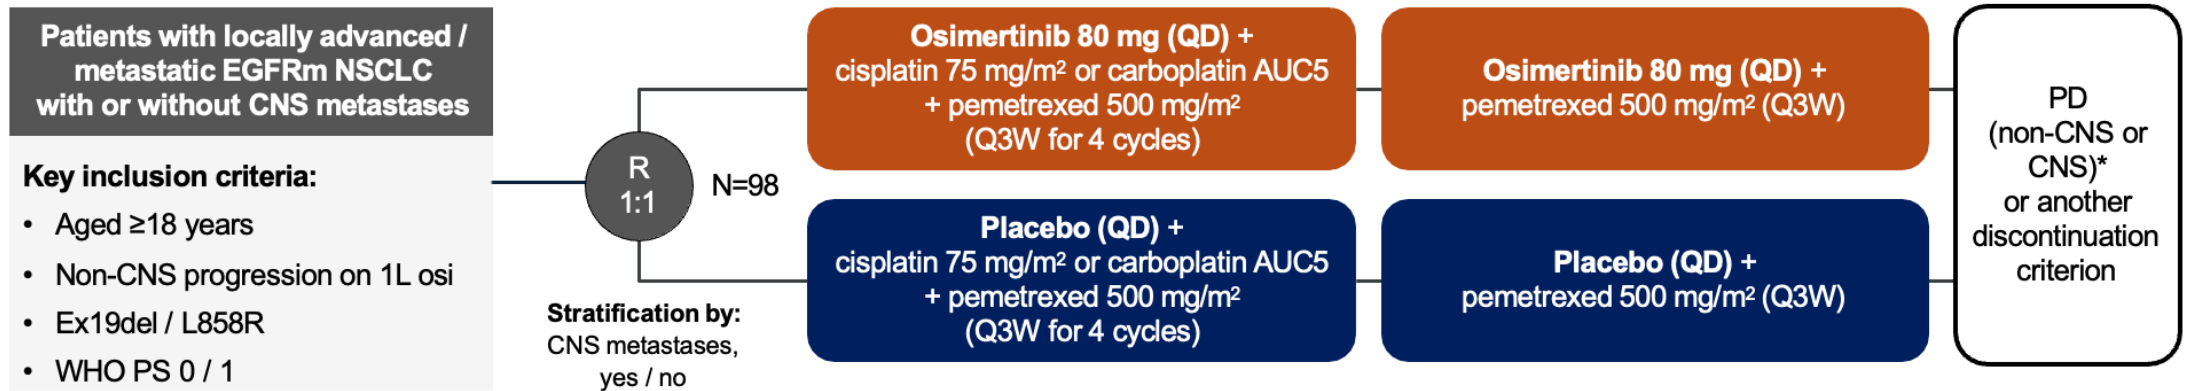 Patients with locally advanced /
metastatic EGFRm NSCLC
with or without CNS metastases
Key inclusion criteria:
• Aged ≥18 years
• Non-CNS progression on 1L osi
• Ex19del / L858R
• WHO PS 0 / 1
R
1:1
N=98
Stratification by:
CNS metastases,
yes / no
Osimertinib 80 mg (QD) +
cisplatin 75 mg/m² or carboplatin AUC5
+ pemetrexed 500 mg/m²
(Q3W for 4 cycles)
Osimertinib 80 mg (QD) +
pemetrexed 500 mg/m² (Q3W)
Placebo (QD) +
cisplatin 75 mg/m² or carboplatin AUC5
+ pemetrexed 500 mg/m²
(Q3W for 4 cycles)
Placebo (QD) +
pemetrexed 500 mg/m² (Q3W)
PD
(non-CNS or
CNS)*
or another
discontinuation
criterion